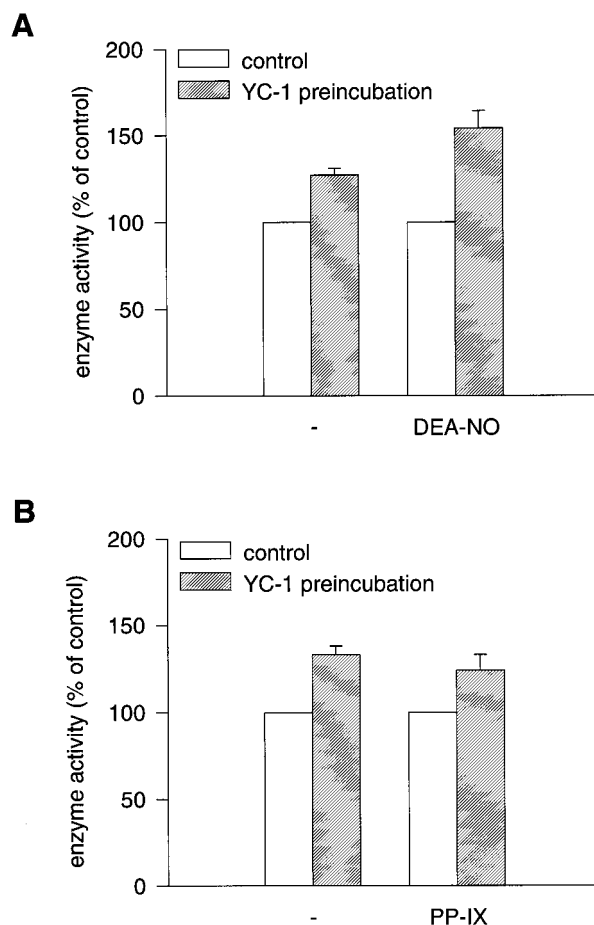 A
enzyme activity (% of control)
200
150
100
50
0
control
YC-1 preincubation
-
DEA-NO
B
enzyme activity (% of control)
200
150
100
50
0
control
YC-1 preincubation
-
PP-IX